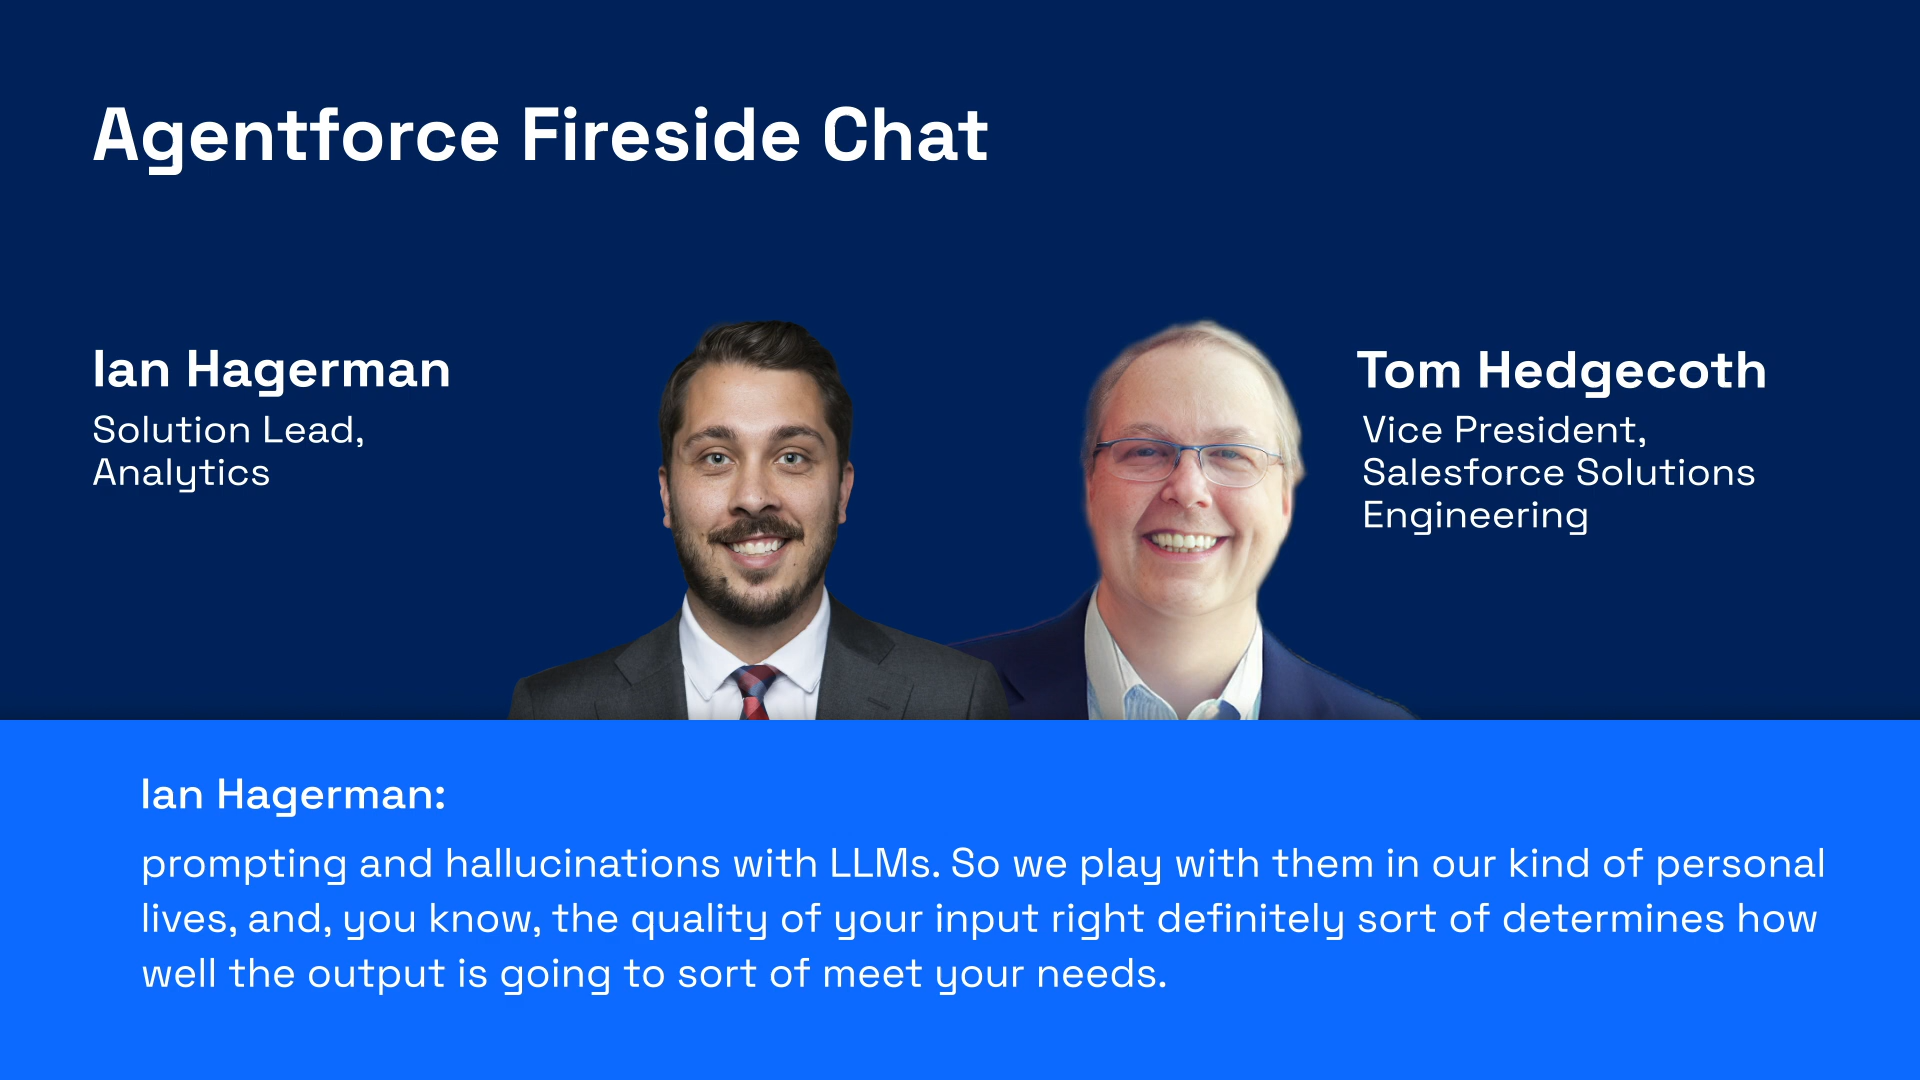 Agentforce Fireside Chat
Ian Hagerman
Solution Lead,
Analytics
Tom Hedgecoth
Vice President,
Salesforce Solutions
Engineering
Ian Hagerman:
prompting and hallucinations with LLMs. So we play with them in our kind of personal
lives, and, you know, the quality of your input right definitely sort of determines how
well the output is going to sort of meet your needs.